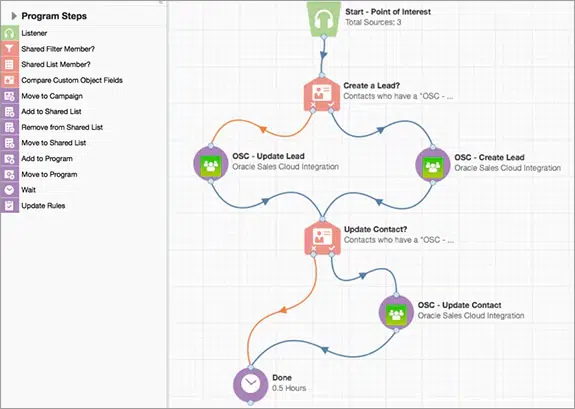 Program Steps
Listener
Shared Filter Member?
Shared List Member?
Compare Custom Object Fields
Move to Campaign
Add to Shared List
Remove from Shared List
Move to Shared List
Add to Program
Move to Program
Wait
Update Rules
Start - Point of Interest
Total Sources: 3
Create a Lead?
Contacts who have a "OSC - ...
OSC - Update Lead
Oracle Sales Cloud Integration
OSC - Create Lead
Oracle Sales Cloud Integration
Update Contact?
Contacts who have a "OSC - ...
OSC - Update Contact
Oracle Sales Cloud Integration
Done
0.5 Hours